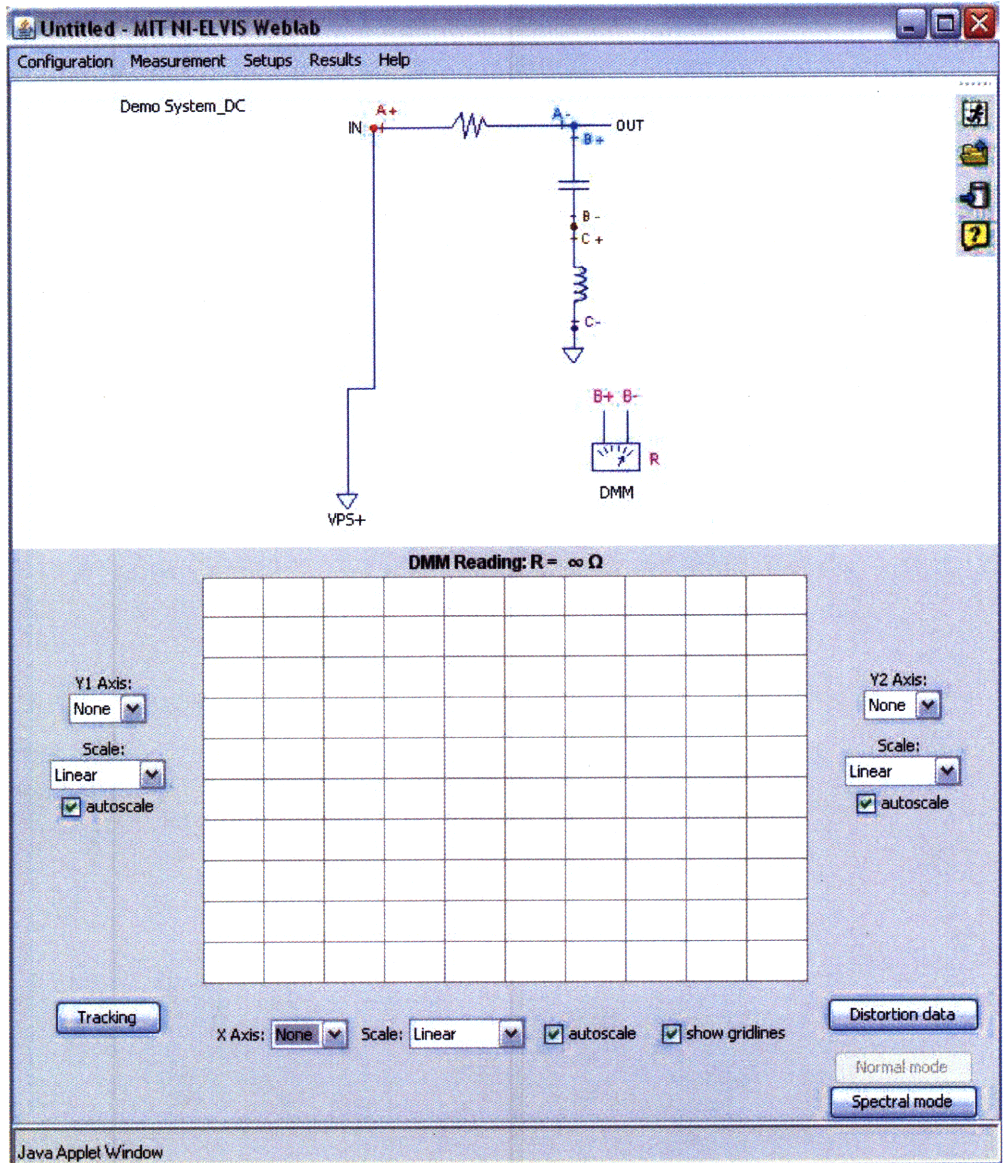 Untitled - MIT NI-ELVIS Weblab
Configuration Measurement Setups Results Help
Demo System_DC
A+
IN
A-
OUT
B+
B-
C+
C-
B+ B-
R
DMM
VPS+
DMM Reading: R = ∞ Ω
Y1 Axis:
None
Scale:
Linear
autoscale
Y2 Axis:
None
Scale:
Linear
autoscale
Tracking
X Axis: None Scale: Linear autoscale show gridlines
Distortion data
Normal mode
Spectral mode
Java Applet Window